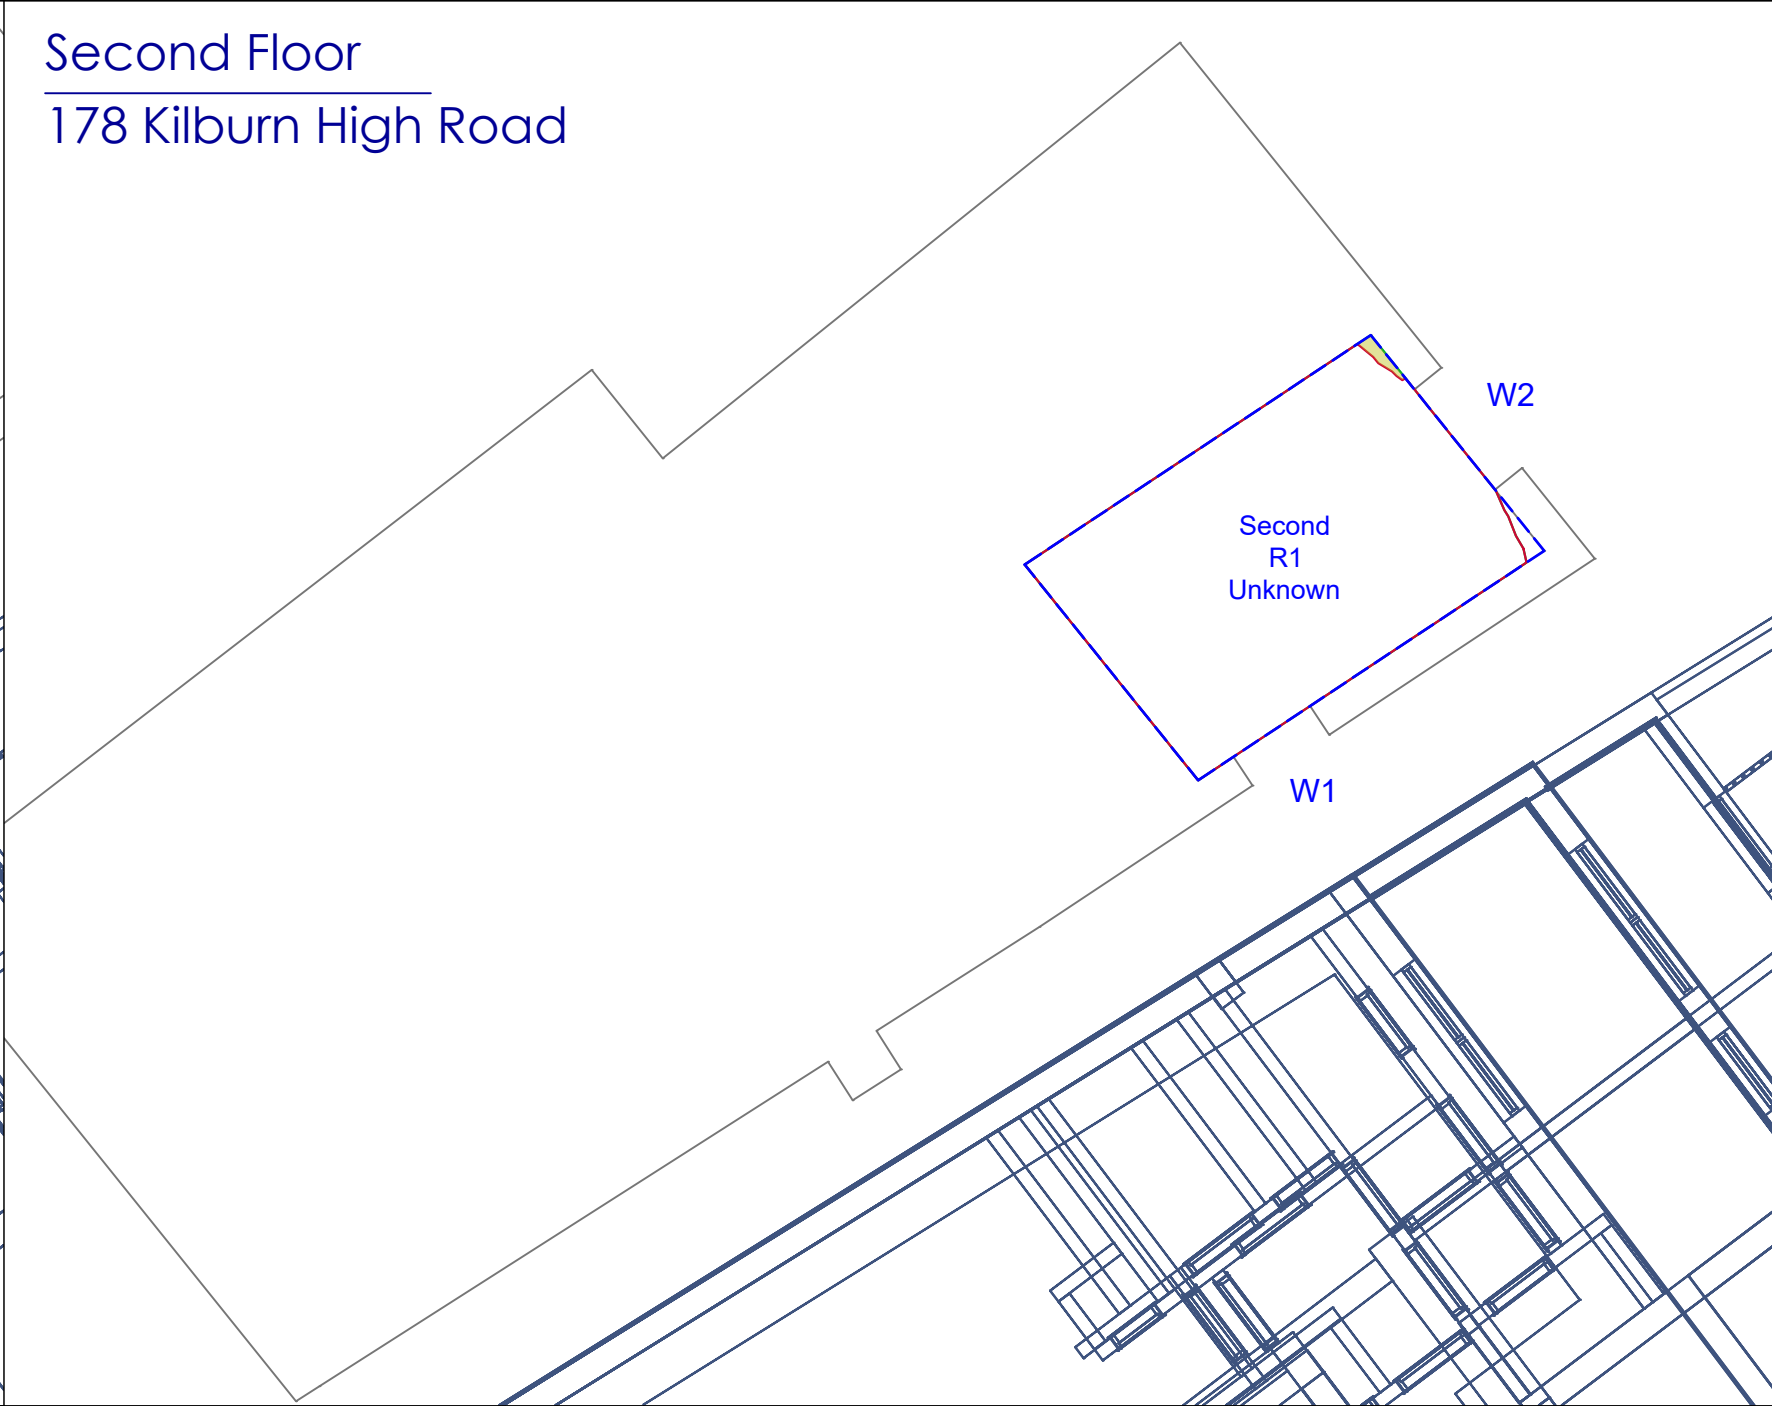 Second Floor
178 Kilburn High Road
W2
Second
R1
Unknown
W1